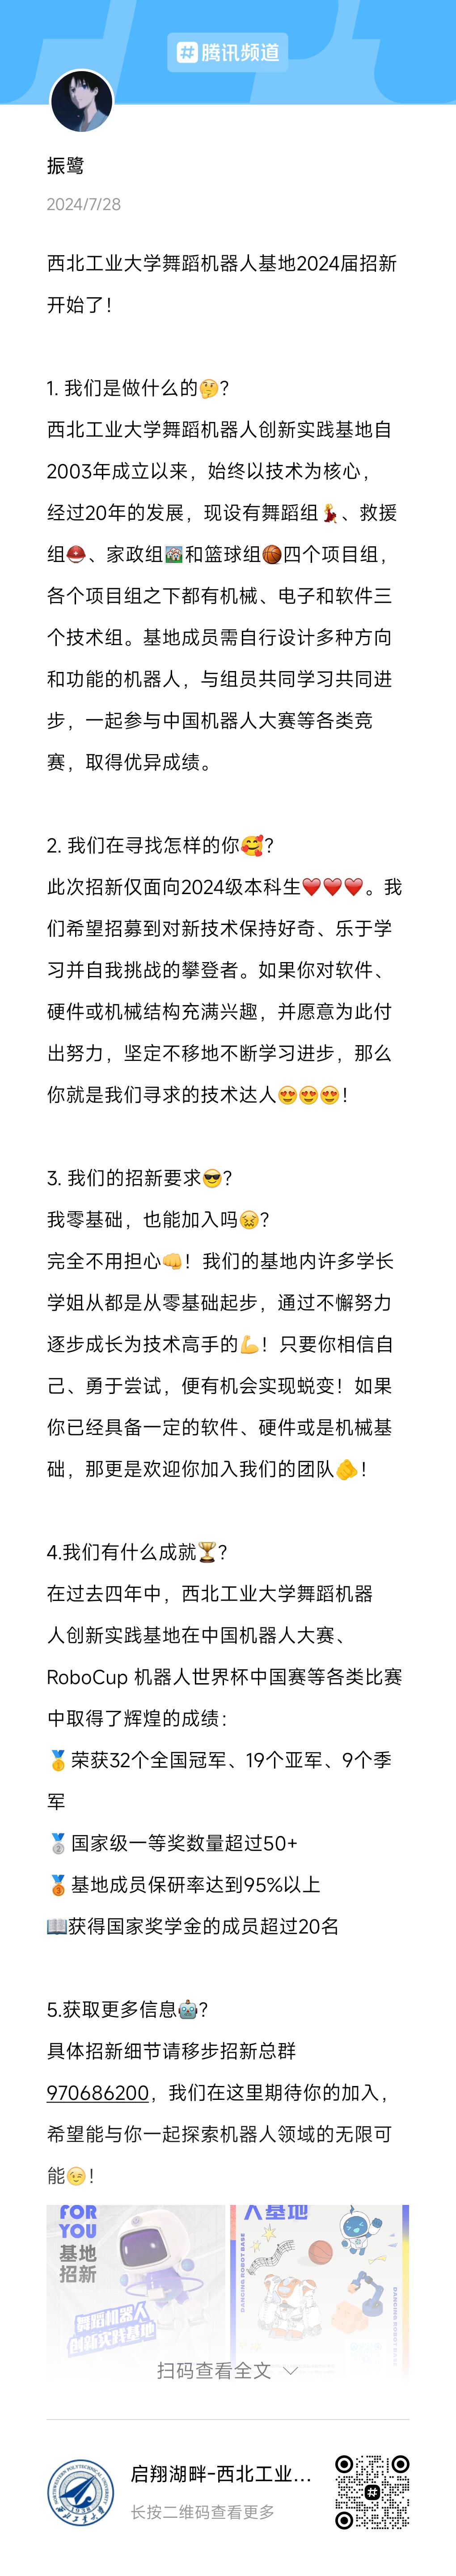 腾讯频道
振鹭
2024/7/28
西北工业大学舞蹈机器人基地2024届招新
开始了！
1. 我们是做什么的🤔？
西北工业大学舞蹈机器人创新实践基地自
2003年成立以来，始终以技术为核心，
经过20年的发展，现设有舞蹈组💃、救援
组⛑、家政组🏘和篮球组🏀四个项目组，
各个项目组之下都有机械、电子和软件三
个技术组。基地成员需自行设计多种方向
和功能的机器人，与组员共同学习共同进
步，一起参与中国机器人大赛等各类竞
赛，取得优异成绩。
2. 我们在寻找怎样的你🥰？
此次招新仅面向2024级本科生❤️❤️❤️。我
们希望招募到对新技术保持好奇、乐于学
习并自我挑战的攀登者。如果你对软件、
硬件或机械结构充满兴趣，并愿意为此付
出努力，坚定不移地不断学习进步，那么
你就是我们寻求的技术达人😍😍😍！
3. 我们的招新要求😎？
我零基础，也能加入吗😣？
完全不用担心👊！我们的基地内许多学长
学姐从都是从零基础起步，通过不懈努力
逐步成长为技术高手的💪！只要你相信自
己、勇于尝试，便有机会实现蜕变！如果
你已经具备一定的软件、硬件或是机械基
础，那更是欢迎你加入我们的团队🫵！
4.我们有什么成就🏆？
在过去四年中，西北工业大学舞蹈机器
人创新实践基地在中国机器人大赛、
RoboCup 机器人世界杯中国赛等各类比赛
中取得了辉煌的成绩：
🥇荣获32个全国冠军、19个亚军、9个季
军
🥈国家级一等奖数量超过50+
🥉基地成员保研率达到95%以上
📖获得国家奖学金的成员超过20名
5.获取更多信息🤖？
具体招新细节请移步招新总群
970686200，我们在这里期待你的加入，
希望能与你一起探索机器人领域的无限可
能😉！
FOR
YOU
基地
招新
舞蹈机器人
创新实践基地
人基地
DANCING ROBOT BASE
DANCING ROBOT BASE
扫码查看全文
启翔湖畔-西北工业...
长按二维码查看更多
NORTHWESTERN POLYTECHNICAL UNIVERSITY
西北工业大学